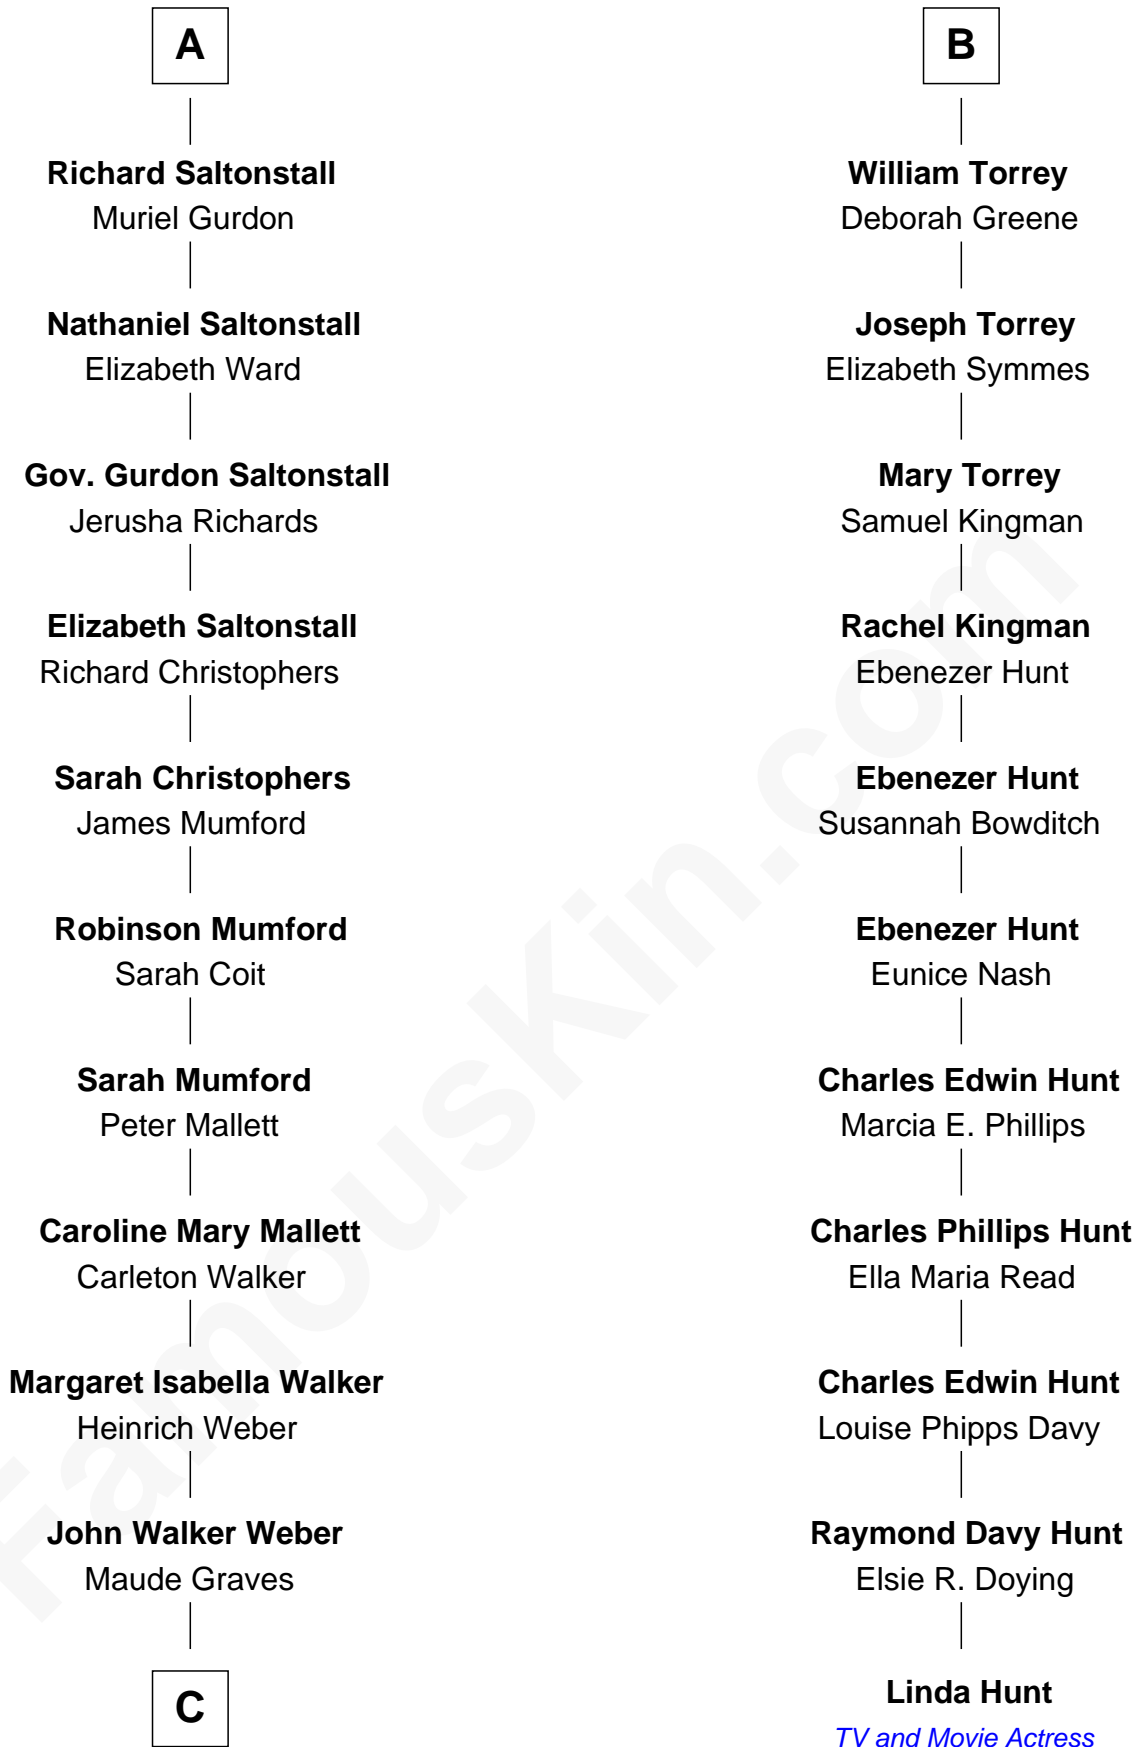 A
Richard Saltonstall
Muriel Gurdon
Nathaniel Saltonstall
Elizabeth Ward
Gov. Gurdon Saltonstall
Jerusha Richards
Elizabeth Saltonstall
Richard Christophers
Sarah Christophers
James Mumford
Robinson Mumford
Sarah Coit
Sarah Mumford
Peter Mallett
Caroline Mary Mallett
Carleton Walker
Margaret Isabella Walker
Heinrich Weber
John Walker Weber
Maude Graves
C
B
William Torrey
Deborah Greene
Joseph Torrey
Elizabeth Symmes
Mary Torrey
Samuel Kingman
Rachel Kingman
Ebenezer Hunt
Ebenezer Hunt
Susannah Bowditch
Ebenezer Hunt
Eunice Nash
Charles Edwin Hunt
Marcia E. Phillips
Charles Phillips Hunt
Ella Maria Read
Charles Edwin Hunt
Louise Phipps Davy
Raymond Davy Hunt
Elsie R. Doying
Linda Hunt
TV and Movie Actress
FamousKin.com